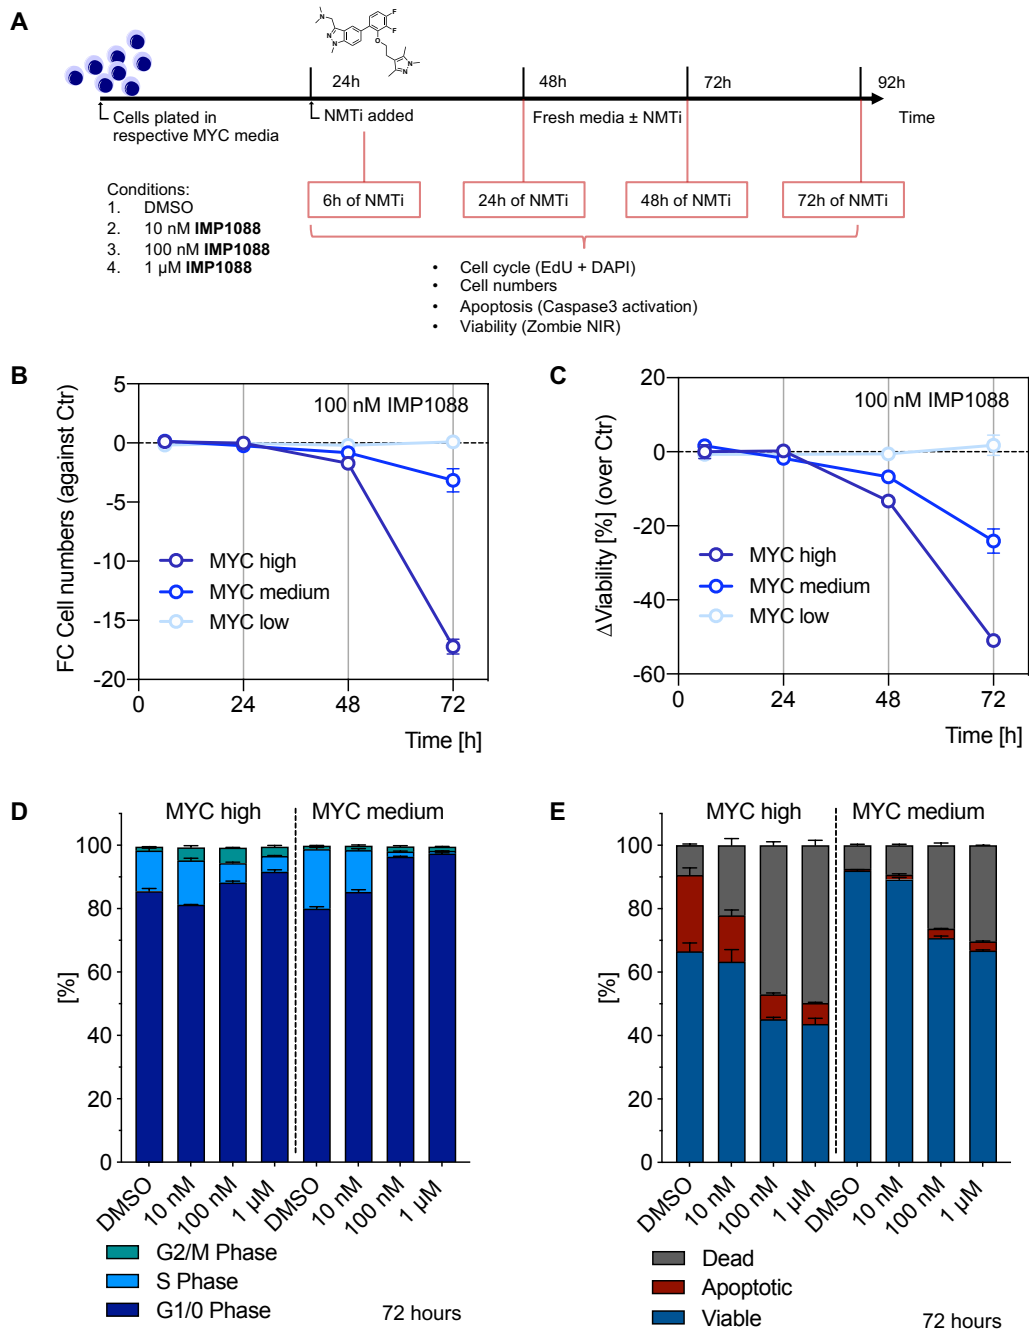 A
N
N
N
F
F
O
N
N
24h
48h
72h
92h
Cells plated in
respective MYC media
NMTi added
Fresh media ± NMTi
Time
Conditions:
1. DMSO
2. 10 nM IMP1088
3. 100 nM IMP1088
4. 1 µM IMP1088
6h of NMTi
24h of NMTi
48h of NMTi
72h of NMTi
• Cell cycle (EdU + DAPI)
• Cell numbers
• Apoptosis (Caspase3 activation)
• Viability (Zombie NIR)
B
FC Cell numbers (against Ctr)
5
0
-5
-10
-15
-20
100 nM IMP1088
MYC high
MYC medium
MYC low
0 24 48 72
Time [h]
C
ΔViability [%] (over Ctr)
20
0
-20
-40
-60
100 nM IMP1088
MYC high
MYC medium
MYC low
0 24 48 72
Time [h]
D
MYC high MYC medium
[%]
100
80
60
40
20
0
DMSO 10 nM 100 nM 1 µM DMSO 10 nM 100 nM 1 µM
G2/M Phase
S Phase
G1/0 Phase
72 hours
E
MYC high MYC medium
[%]
100
80
60
40
20
0
DMSO 10 nM 100 nM 1 µM DMSO 10 nM 100 nM 1 µM
Dead
Apoptotic
Viable
72 hours